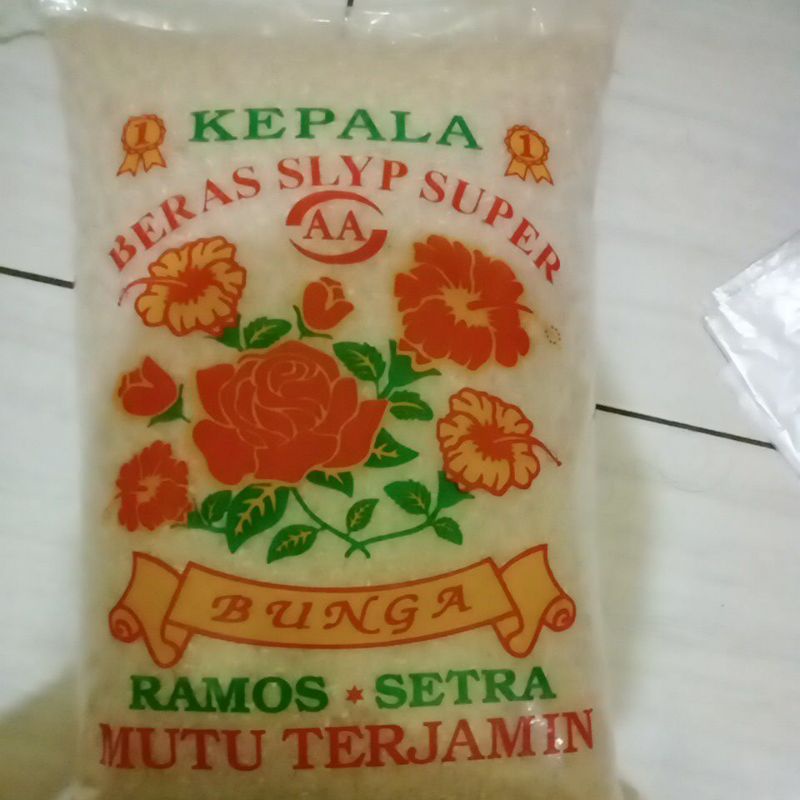 1 KEPALA 1
BERAS SLYP SUPER
AA
BUNGA
RAMOS * SETRA
MUTU TERJAMIN